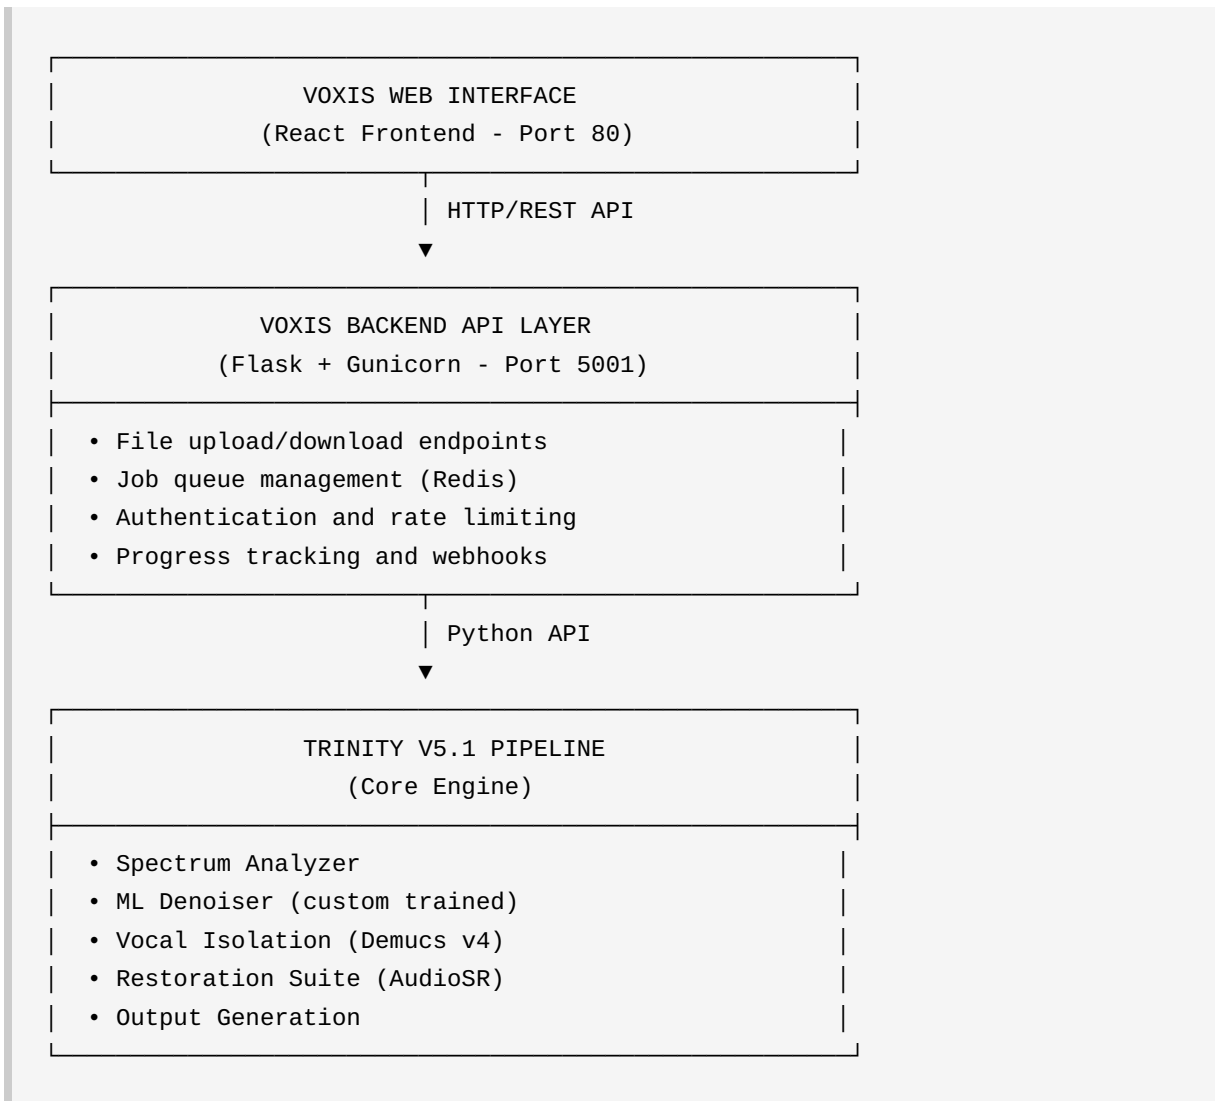 VOXIS WEB INTERFACE
(React Frontend - Port 80)
HTTP/REST API
▼
VOXIS BACKEND API LAYER
(Flask + Gunicorn - Port 5001)
• File upload/download endpoints
• Job queue management (Redis)
• Authentication and rate limiting
• Progress tracking and webhooks
Python API
▼
TRINITY V5.1 PIPELINE
(Core Engine)
• Spectrum Analyzer
• ML Denoiser (custom trained)
• Vocal Isolation (Demucs v4)
• Restoration Suite (AudioSR)
• Output Generation